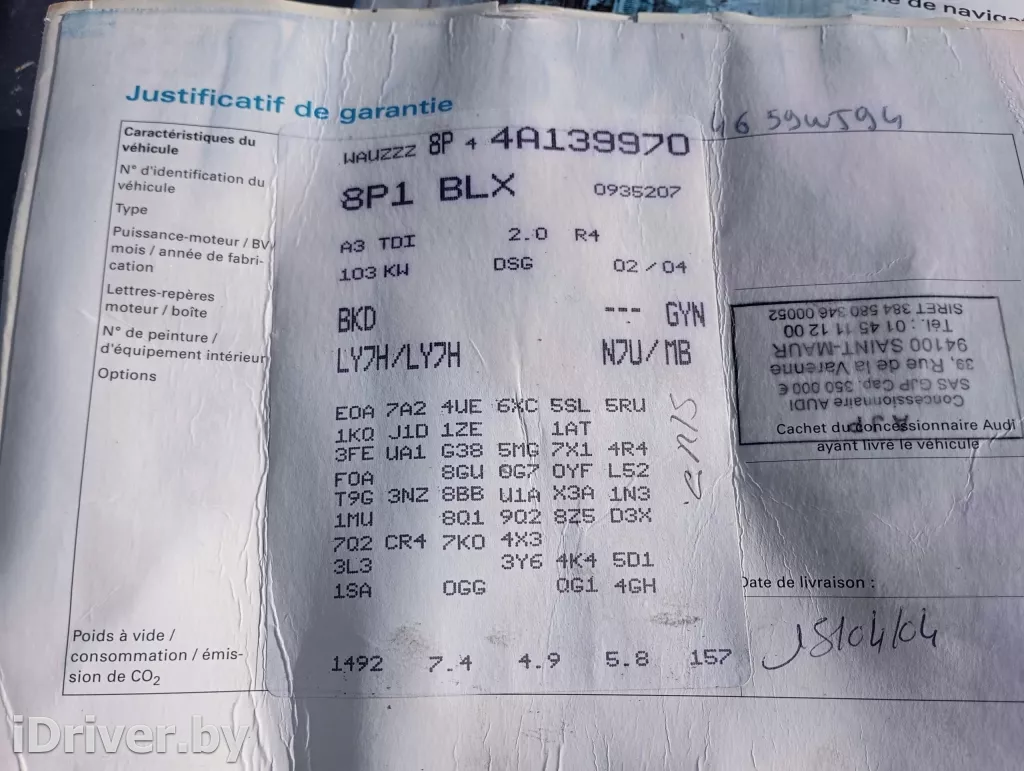 de naviga
Justificatif de garantie
46 59WJ94
Caractéristiques du
véhicule
N° d'identification du
véhicule
Type
Puissance-moteur / BV
mois / année de fabri-
cation
Lettres-repères
moteur / boîte
N° de peinture /
d'équipement intérieur
Options
WAUZZZ 8P 4 4A139970
8P1 BLX 0935207
A3 TDI 2.0 R4
103 KW DSG 02/04
BKD --- GYN
LY7H/LY7H N7U/MB
E0A 7A2 4UE 6XC 5SL 5RU
1KQ J1D 1ZE 1AT
3FE UA1 G38 5MG 7X1 4R4
F0A 8GU 0G7 0YF L52
T9G 3NZ 8BB U1A X3A 1N3
1MU 8Q1 9Q2 8Z5 D3X
7Q2 CR4 7K0 4X3
3L3 3Y6 4K4 5D1
1SA 0GG QG1 4GH
Poids à vide /
consommation / émis-
sion de CO2
1492 7.4 4.9 5.8 157
Concessionnaire AUDI
SAS GJP Cap. 350 000 €
39, Rue de la Varenne
94100 SAINT-MAUR
Tél. : 01 45 11 12 00
SIRET 384 580 346 00052
Cachet du concessionnaire Audi
ayant livré le véhicule
Date de livraison :
15/04/04
iDriver.by